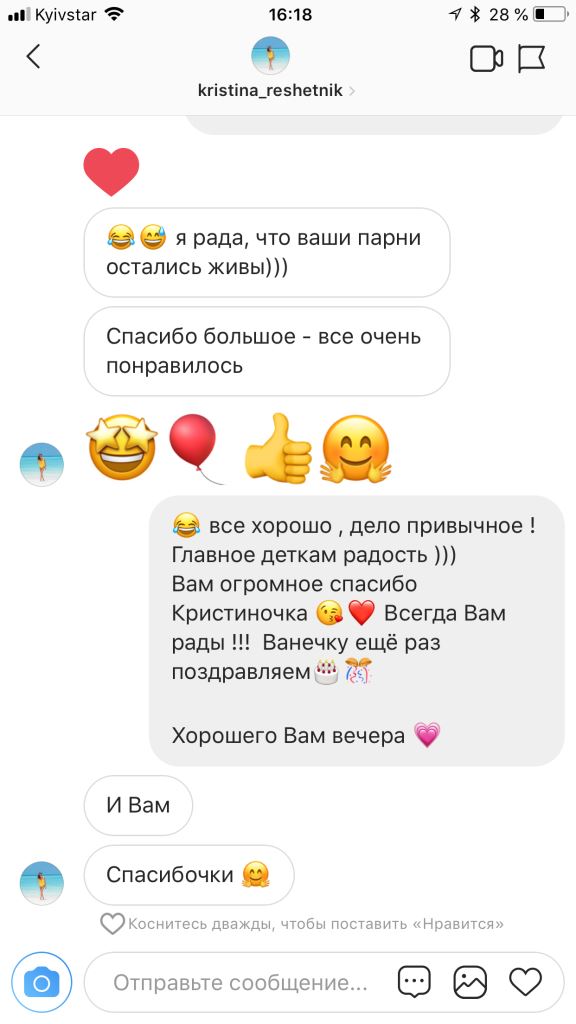 Kyivstar 16:18 28 %
kristina_reshetnik
❤️
😂😅 я рада, что ваши парни
остались живы)))
Спасибо большое - все очень
понравилось
🤩🎈👍🤗
😂 все хорошо , дело привычное !
Главное деткам радость )))
Вам огромное спасибо
Кристиночка 😘❤️ Всегда Вам
рады !!!  Ванечку ещё раз
поздравляем🎂🎊
Хорошего Вам вечера 💗
И Вам
Спасибочки 🤗
Коснитесь дважды, чтобы поставить «Нравится»
Отправьте сообщение...